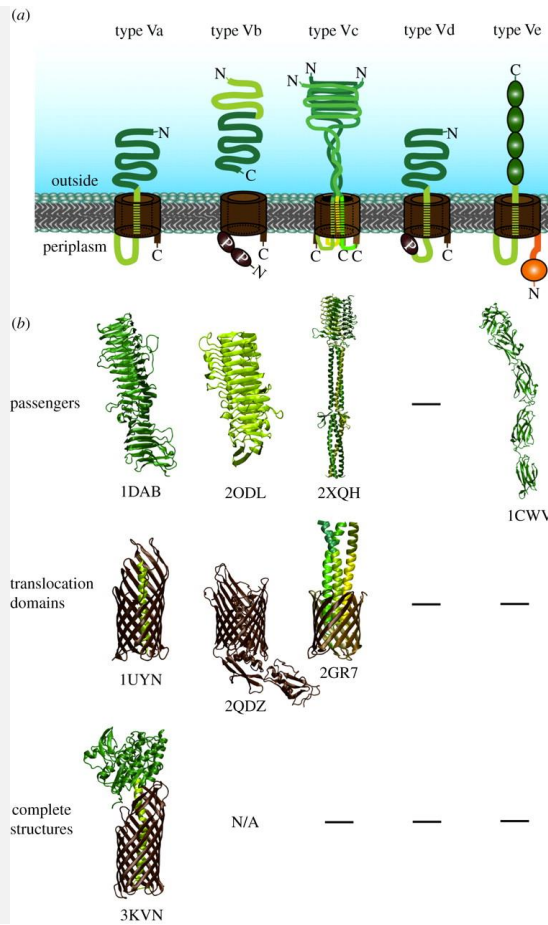 (a)
type Va type Vb type Vc type Vd type Ve
C
N
N N N
N N
C
outside
periplasm
P P P
C C C C C C
N N
(b)
passengers
1DAB 2ODL 2XQH — 1CWV
translocation
domains
— —
1UYN 2QDZ 2GR7
complete
structures
N/A — — —
3KVN